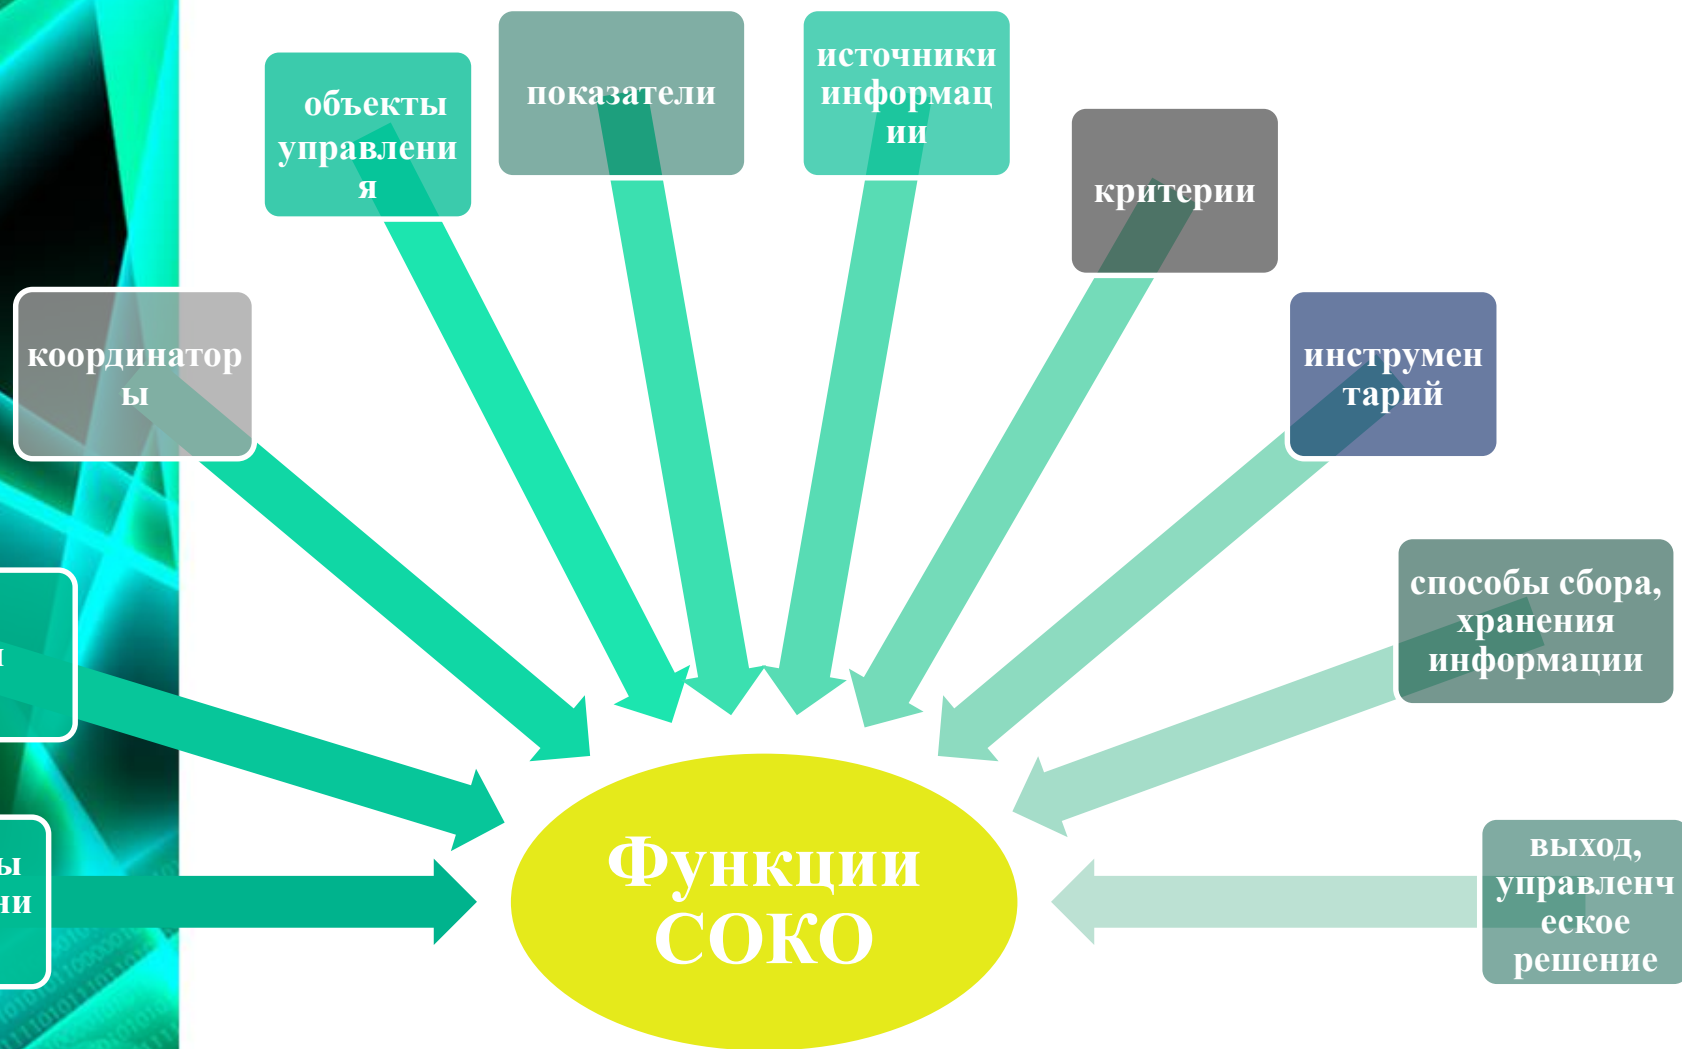 объекты
управлени
я
показатели
источники
информац
ии
критерии
координатор
ы
инструмен
тарий
способы сбора,
хранения
информации
выход,
управленч
еское
решение
Функции
СОКО